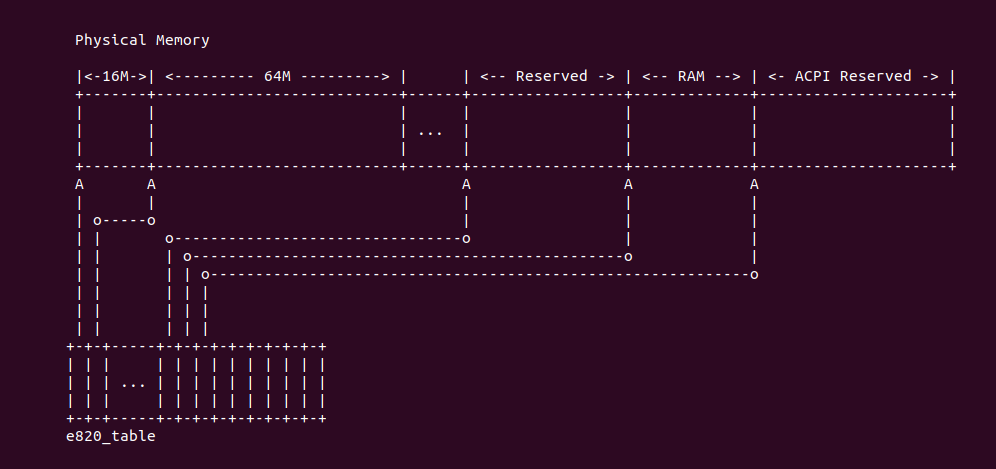 Physical Memory
|<-16M->| <--------- 64M ---------> |      | <-- Reserved -> | <-- RAM --> | <- ACPI Reserved -> |
+-------+---------------------------+------+-----------------+-------------+---------------------+
|       |                           |      |                 |             |                     |
|       |                           | ...  |                 |             |                     |
|       |                           |      |                 |             |                     |
+-------+---------------------------+------+-----------------+-------------+---------------------+
A       A                                  A                 A             A
|       |                                  |                 |             |
| o-----o                                  |                 |             |
| |       o--------------------------------o                 |             |
| |       | o------------------------------------------------o             |
| |       | | o------------------------------------------------------------o
| |       | | |
| |       | | |
| |       | | |
+-+-+-----+-+-+-+-+-+-+-+-+-+
| | |     | | | | | | | | | |
| | | ... | | | | | | | | | |
| | |     | | | | | | | | | |
+-+-+-----+-+-+-+-+-+-+-+-+-+
e820_table